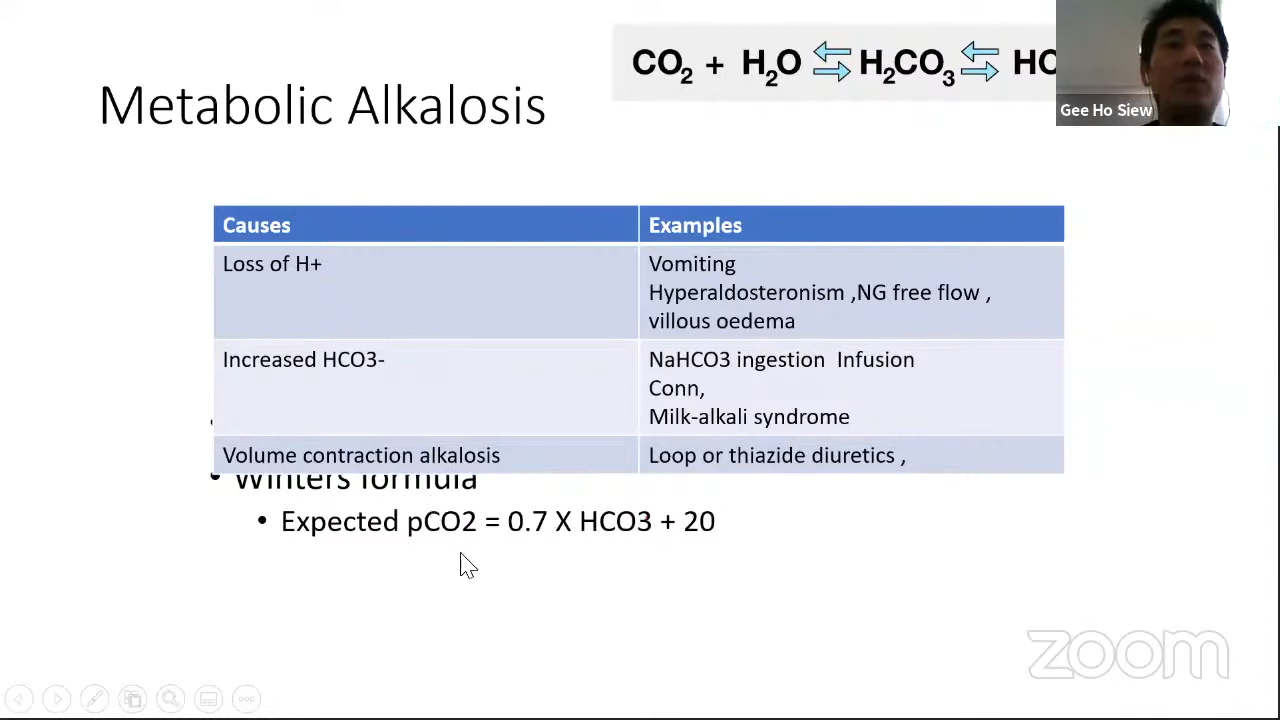 CO2 + H2O ⇌ H2CO3 ⇌ HC
Gee Ho Siew
Metabolic Alkalosis
Causes Examples
Loss of H+ Vomiting
Hyperaldosteronism ,NG free flow ,
villous oedema
Increased HCO3- NaHCO3 ingestion Infusion
Conn,
Milk-alkali syndrome
Volume contraction alkalosis Loop or thiazide diuretics ,
• Winters formula
• Expected pCO2 = 0.7 X HCO3 + 20
zoom